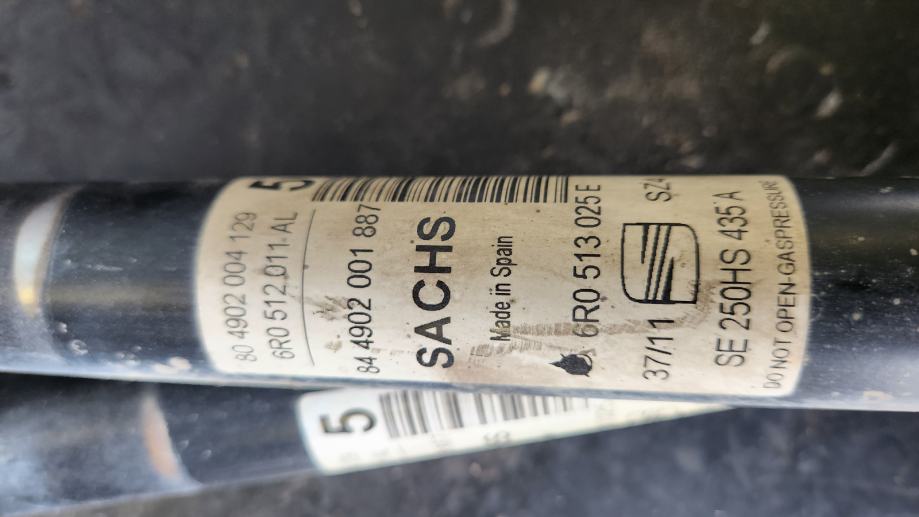 80 4902 004 129
6R0 512 011 AL
5
84 4902 001 887
SACHS
Made in Spain
6R0 513 025 E
37/11
SE 250HS 435 A
DO NOT OPEN-GASPRESSURE
5